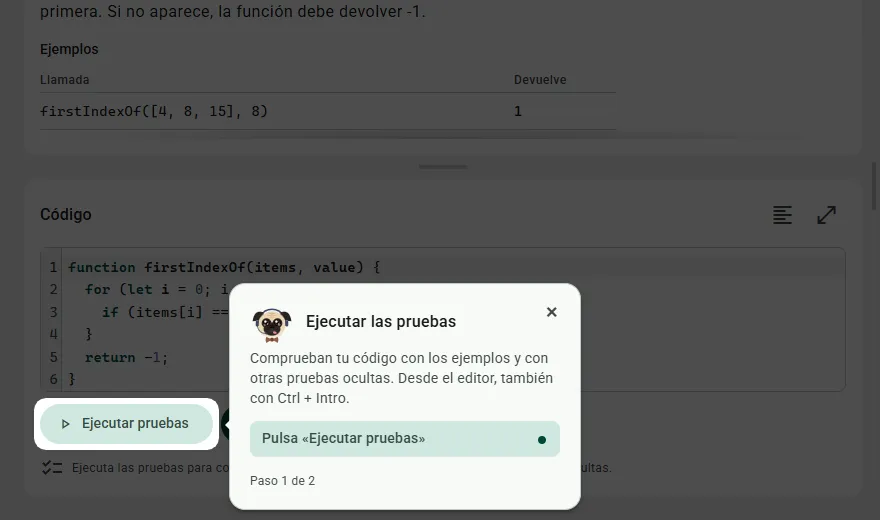 primera. Si no aparece, la función debe devolver -1.
Ejemplos
Llamada Devuelve
firstIndexOf([4, 8, 15], 8) 1
Código
1 function firstIndexOf(items, value) {
2 for (let i = 0; i
3 if (items[i] ==
4 }
5 return -1;
6 }
Ejecutar las pruebas
Comprueban tu código con los ejemplos y con
otras pruebas ocultas. Desde el editor, también
con Ctrl + Intro.
Pulsa «Ejecutar pruebas»
Paso 1 de 2
Ejecutar pruebas
Ejecuta las pruebas para